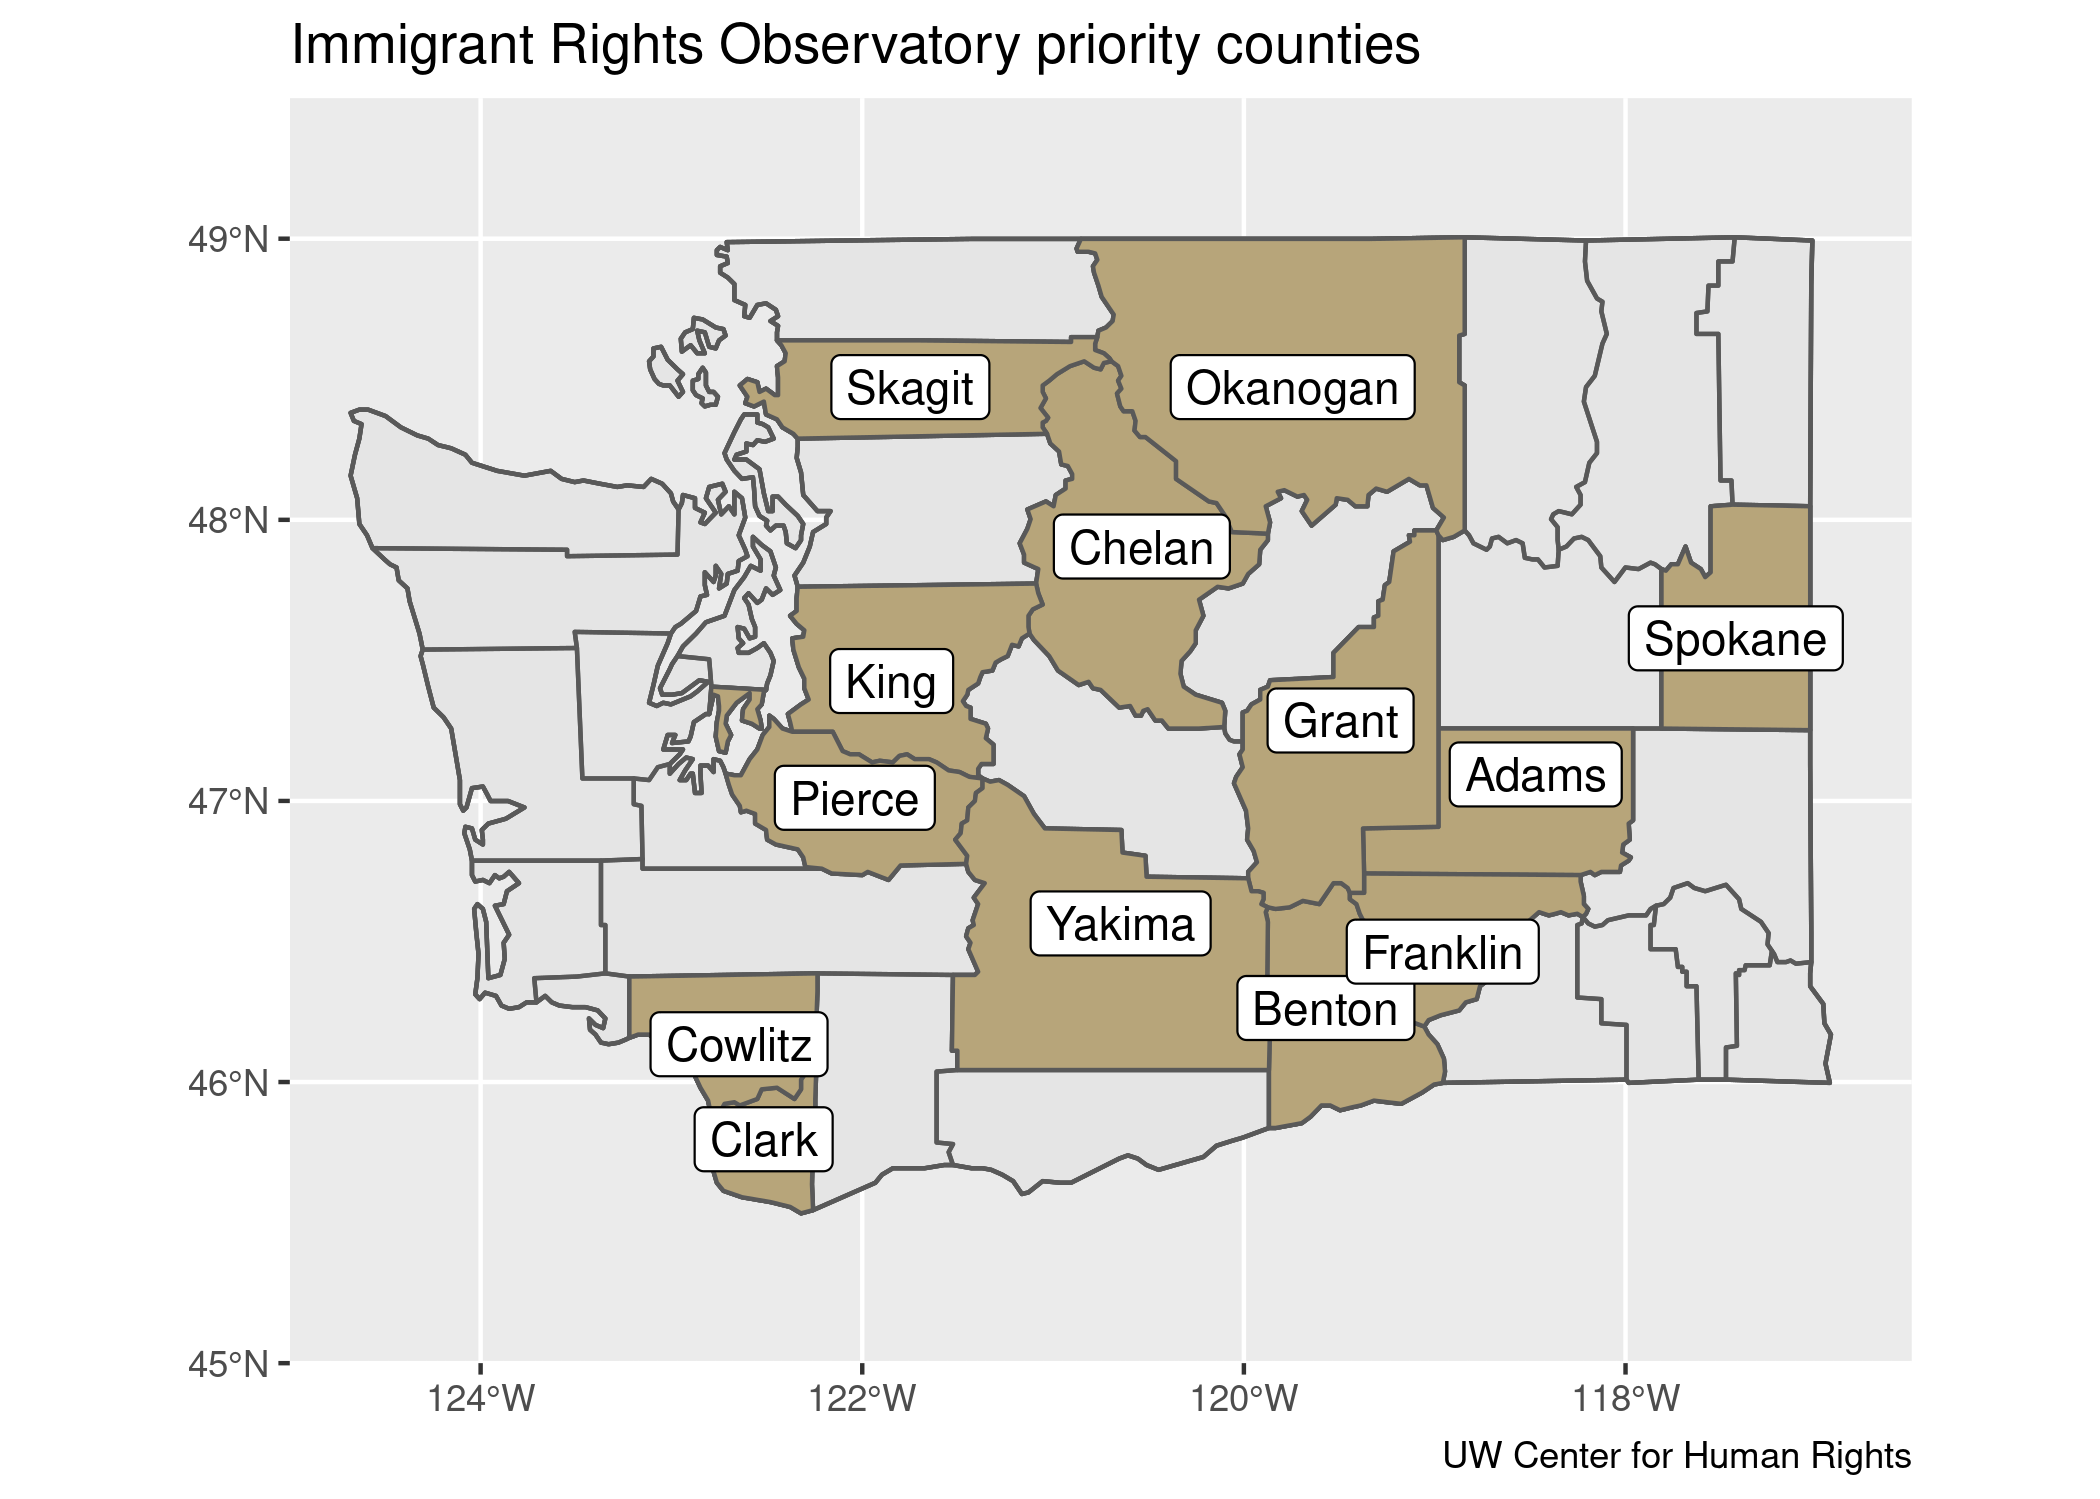 Immigrant Rights Observatory priority counties
49°N
48°N
47°N
46°N
45°N
Skagit
Okanogan
Chelan
Spokane
King
Grant
Adams
Pierce
Yakima
Franklin
Benton
Cowlitz
Clark
124°W
122°W
120°W
118°W
UW Center for Human Rights